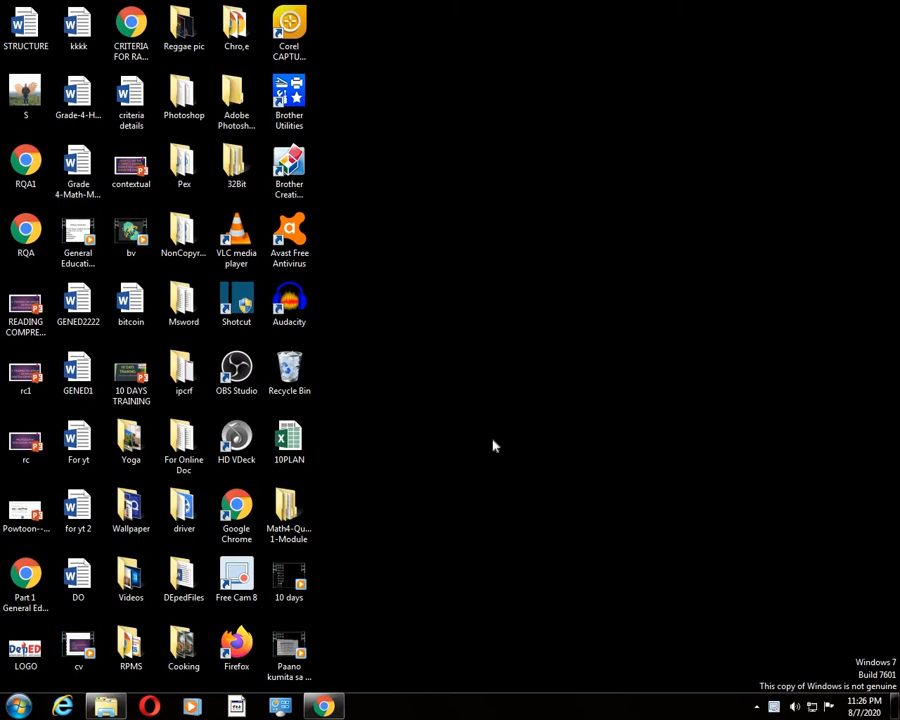 STRUCTURE
kkkk
CRITERIA
FOR RA...
Reggae pic
Chro,e
Corel
CAPTU...
S
Grade-4-H...
criteria
details
Photoshop
Adobe
Photosh...
Brother
Utilities
RQA1
Grade
4-Math-M...
contextual
Pex
32Bit
Brother
Creati...
RQA
General
Educati...
bv
NonCopyr...
VLC media
player
Avast Free
Antivirus
READING
COMPRE...
GENED2222
bitcoin
Msword
Shotcut
Audacity
rc1
GENED1
10 DAYS
TRAINING
ipcrf
OBS Studio
Recycle Bin
rc
For yt
Yoga
For Online
Doc
HD VDeck
10PLAN
Powtoon--...
for yt 2
Wallpaper
driver
Google
Chrome
Math4-Qu...
1-Module
Part 1
General Ed...
DO
Videos
DEpedFiles
Free Cam 8
10 days
LOGO
cv
RPMS
Cooking
Firefox
Paano
kumita sa ...
Windows 7
Build 7601
This copy of Windows is not genuine
11:26 PM
8/7/2020